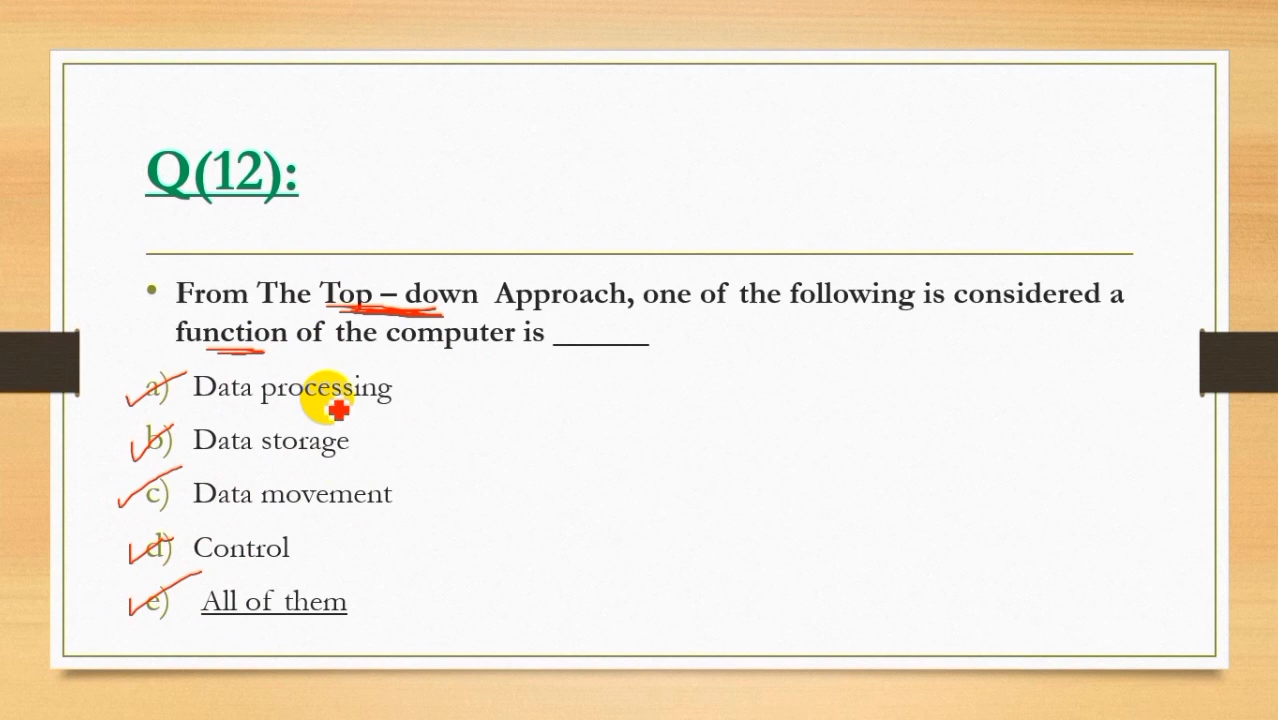 Q(12):
• From The Top – down Approach, one of the following is considered a
function of the computer is ______
a) Data processing
b) Data storage
c) Data movement
d) Control
e) All of them